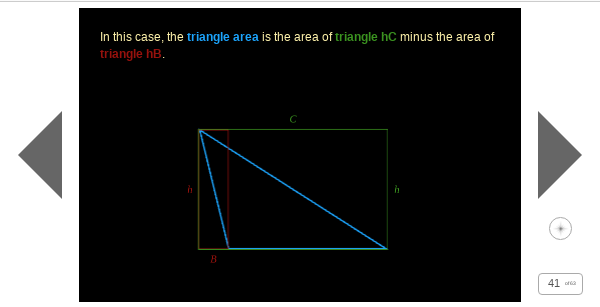 In this case, the triangle area is the area of triangle hC minus the area of
triangle hB.
C
h
h
B
41 of 63